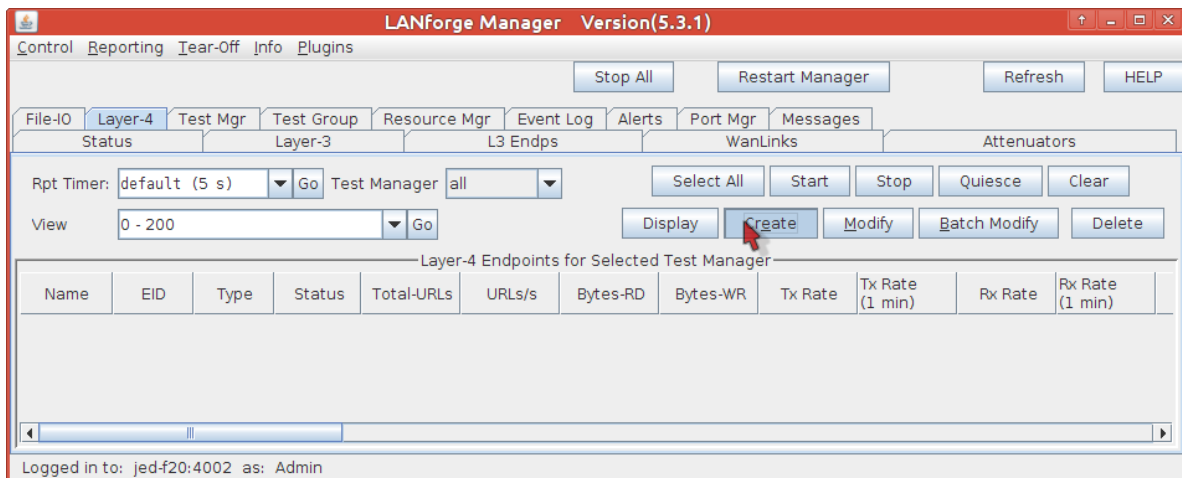 LANforge Manager Version(5.3.1)
Control Reporting Tear-Off Info Plugins
Stop All Restart Manager Refresh HELP
File-IO Layer-4 Test Mgr Test Group Resource Mgr Event Log Alerts Port Mgr Messages
Status Layer-3 L3 Endps WanLinks Attenuators
Rpt Timer: default (5 s) Go Test Manager all Select All Start Stop Quiesce Clear
View 0 - 200 Go Display Create Modify Batch Modify Delete
Layer-4 Endpoints for Selected Test Manager
Name EID Type Status Total-URLs URLs/s Bytes-RD Bytes-WR Tx Rate Tx Rate (1 min) Rx Rate Rx Rate (1 min)
Logged in to: jed-f20:4002 as: Admin